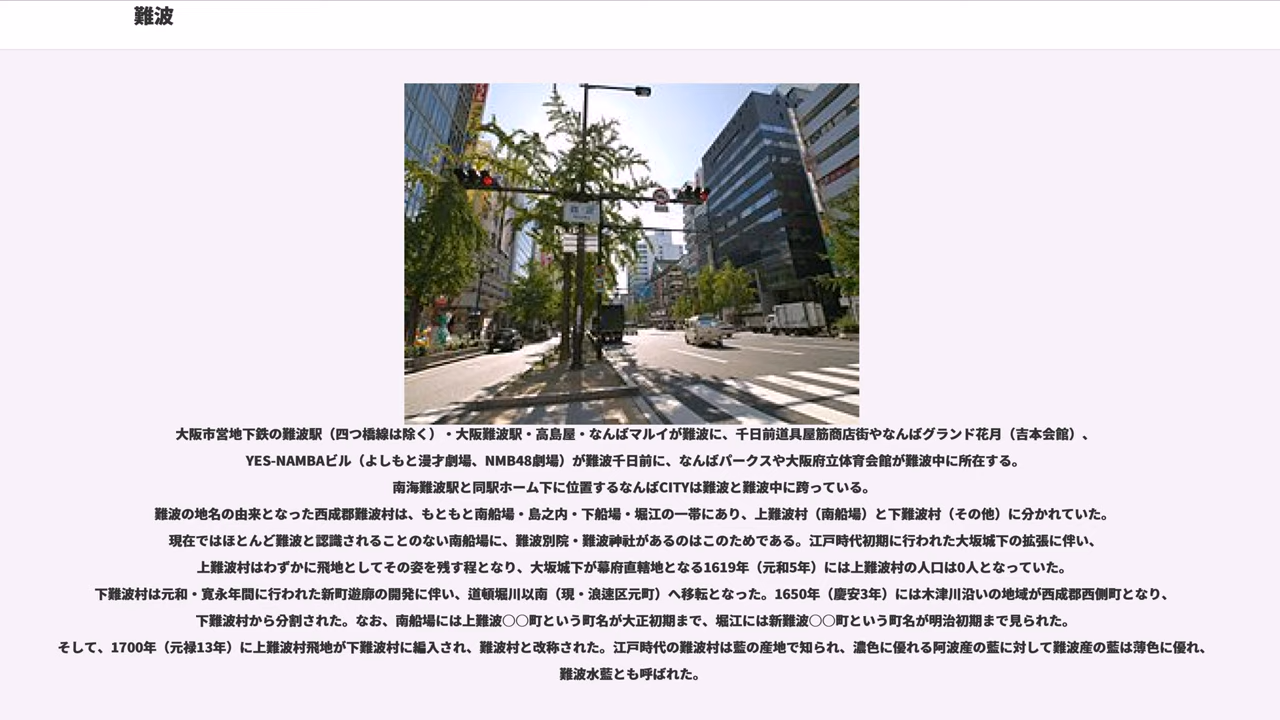 難波
大阪市営地下鉄の難波駅（四つ橋線は除く）・大阪難波駅・高島屋・なんばマルイが難波に、千日前道具屋筋商店街やなんばグランド花月（吉本会館）、
YES-NAMBAビル（よしもと漫才劇場、NMB48劇場）が難波千日前に、なんばパークスや大阪府立体育会館が難波中に所在する。
南海難波駅と同駅ホーム下に位置するなんばCITYは難波と難波中に跨っている。
難波の地名の由来となった西成郡難波村は、もともと南船場・島之内・下船場・堀江の一帯にあり、上難波村（南船場）と下難波村（その他）に分かれていた。
現在ではほとんど難波と認識されることのない南船場に、難波別院・難波神社があるのはこのためである。江戸時代初期に行われた大坂城下の拡張に伴い、
上難波村はわずかに飛地としてその姿を残す程となり、大坂城下が幕府直轄地となる1619年（元和5年）には上難波村の人口は0人となっていた。
下難波村は元和・寛永年間に行われた新町遊廓の開発に伴い、道頓堀川以南（現・浪速区元町）へ移転となった。1650年（慶安3年）には木津川沿いの地域が西成郡西側町となり、
下難波村から分割された。なお、南船場には上難波○○町という町名が大正初期まで、堀江には新難波○○町という町名が明治初期まで見られた。
そして、1700年（元禄13年）に上難波村飛地が下難波村に編入され、難波村と改称された。江戸時代の難波村は藍の産地で知られ、濃色に優れる阿波産の藍に対して難波産の藍は薄色に優れ、
難波水藍とも呼ばれた。